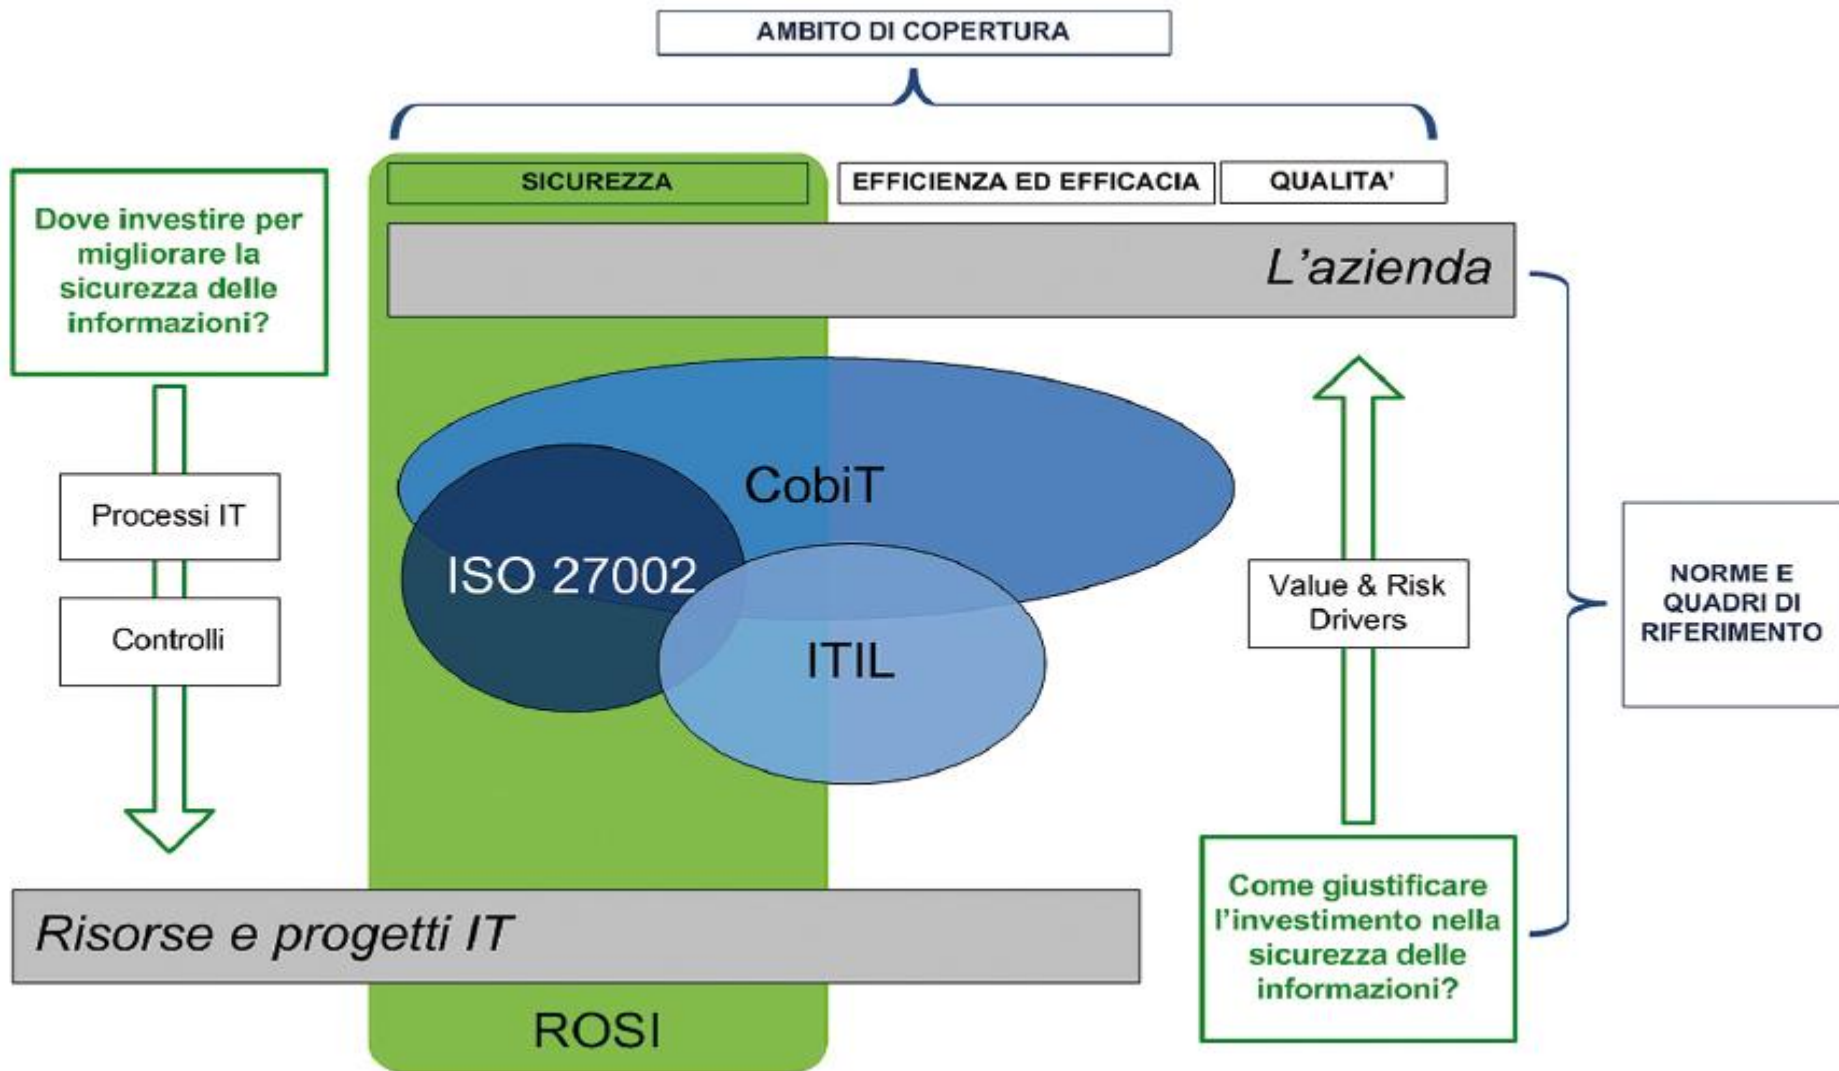 AMBITO DI COPERTURA
SICUREZZA
EFFICIENZA ED EFFICACIA
QUALITA’
Dove investire per
migliorare la
sicurezza delle
informazioni?
L’azienda
Processi IT
Controlli
CobiT
ISO 27002
ITIL
Value & Risk
Drivers
NORME E
QUADRI DI
RIFERIMENTO
Come giustificare
l’investimento nella
sicurezza delle
informazioni?
Risorse e progetti IT
ROSI